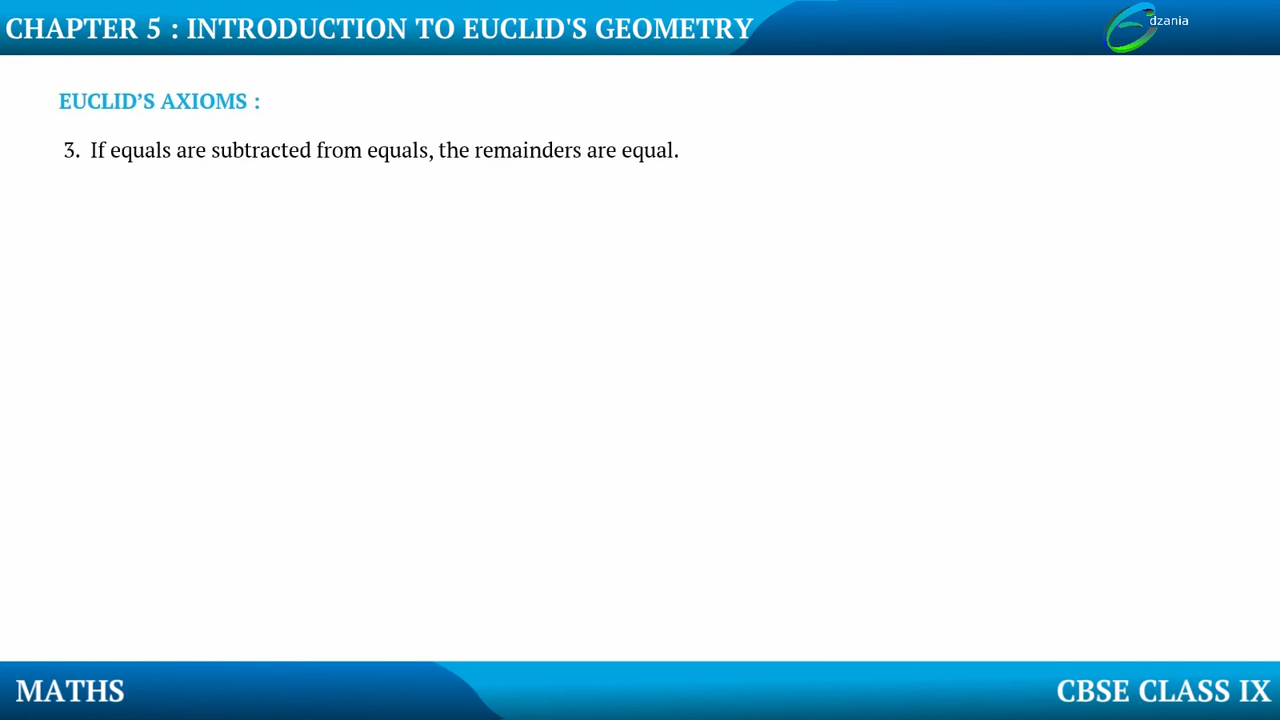 CHAPTER 5 : INTRODUCTION TO EUCLID'S GEOMETRY
dzania
EUCLID’S AXIOMS :
3. If equals are subtracted from equals, the remainders are equal.
MATHS
CBSE CLASS IX